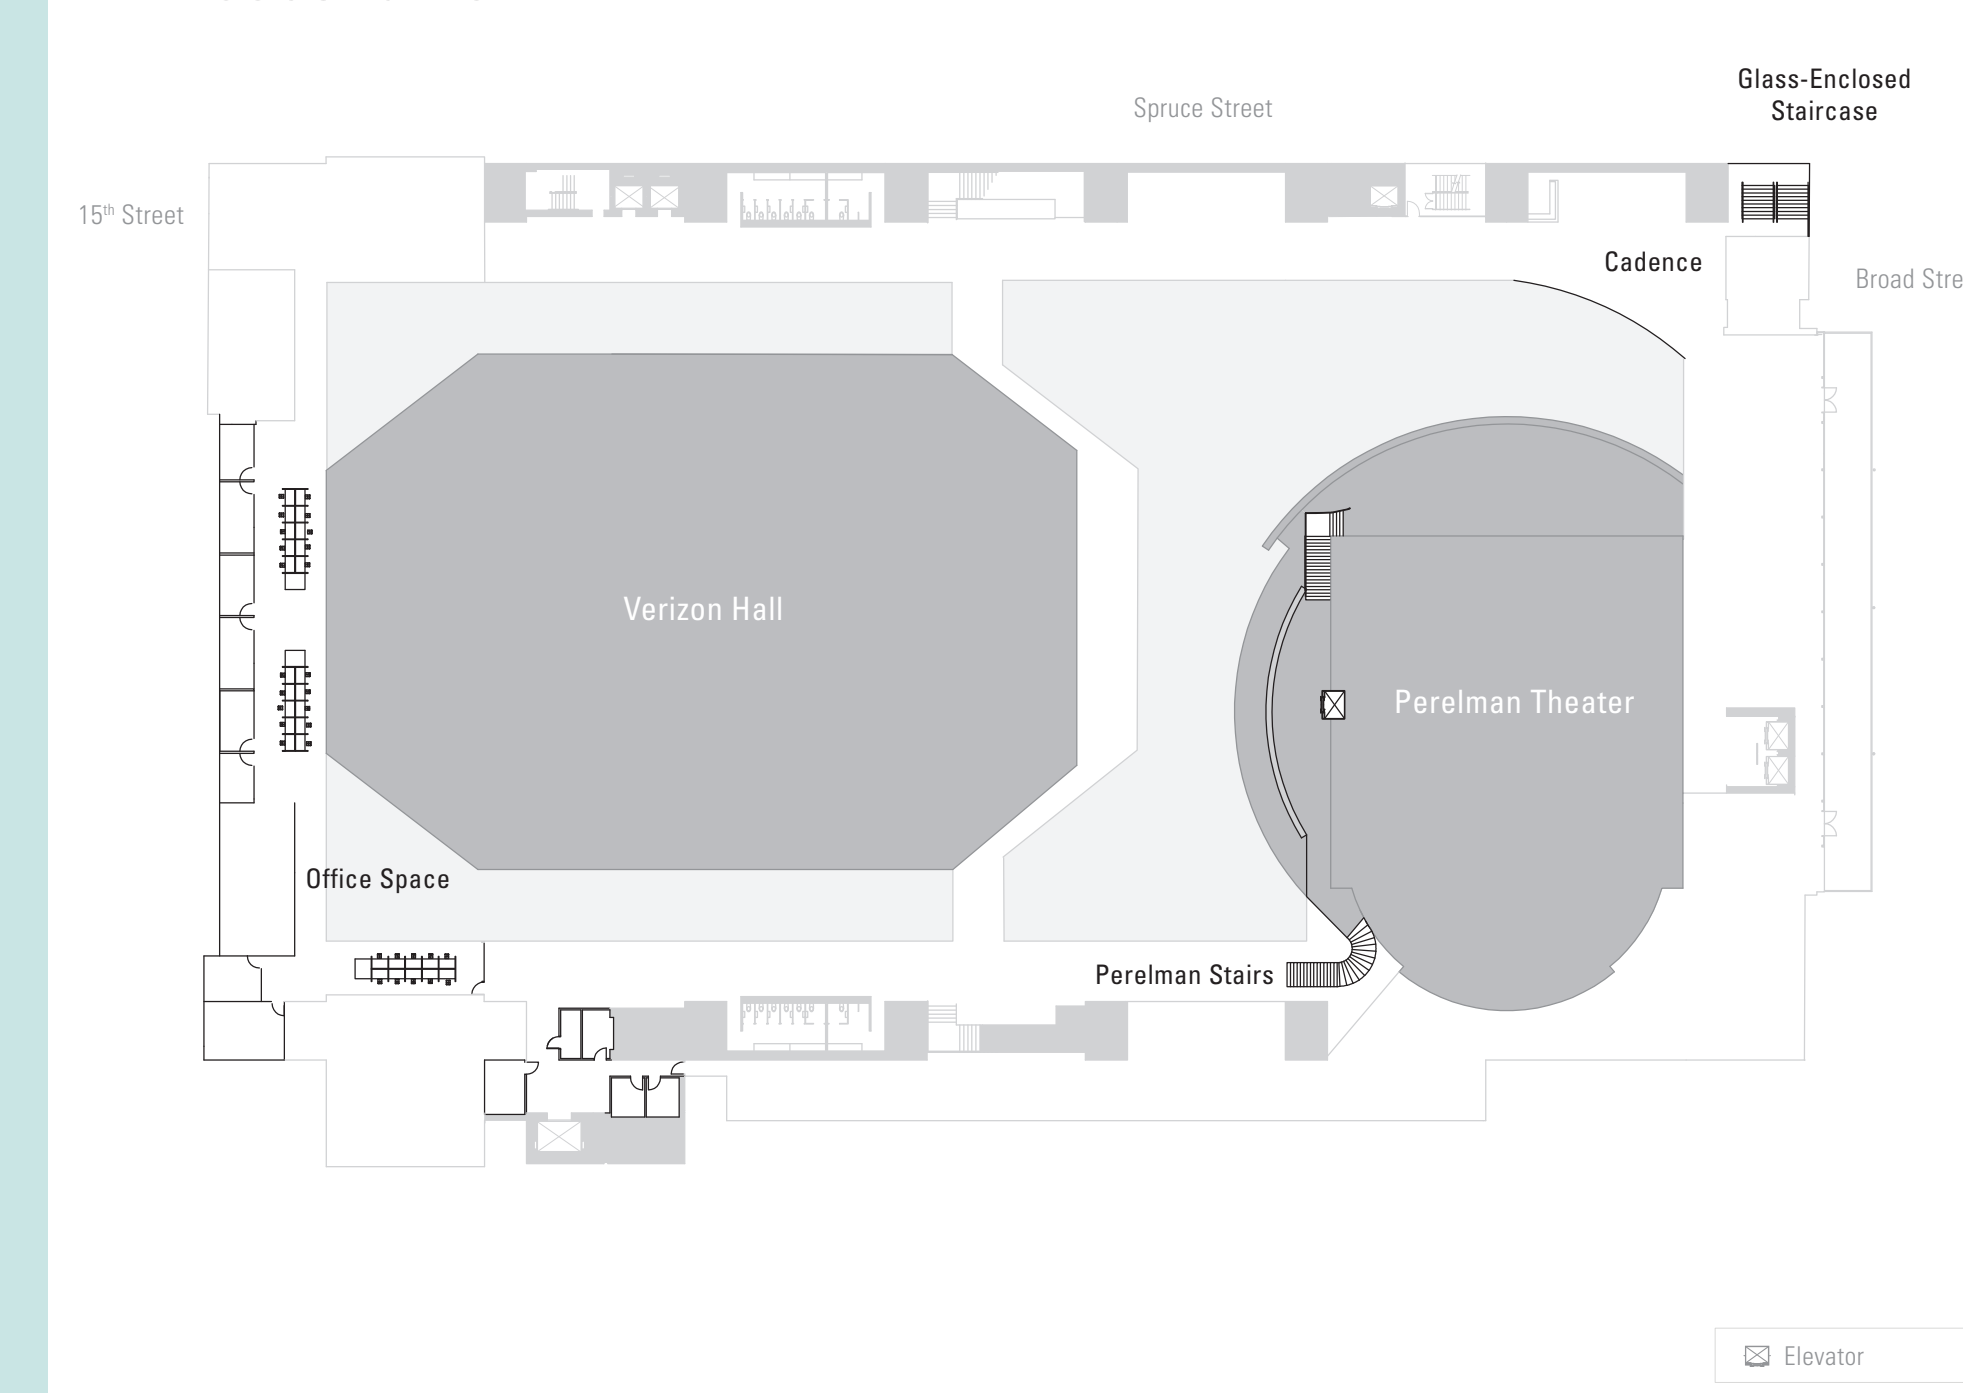 Glass-Enclosed
Staircase
Spruce Street
15th Street
Cadence
Broad Stre
Verizon Hall
Perelman Theater
Office Space
Perelman Stairs
Elevator